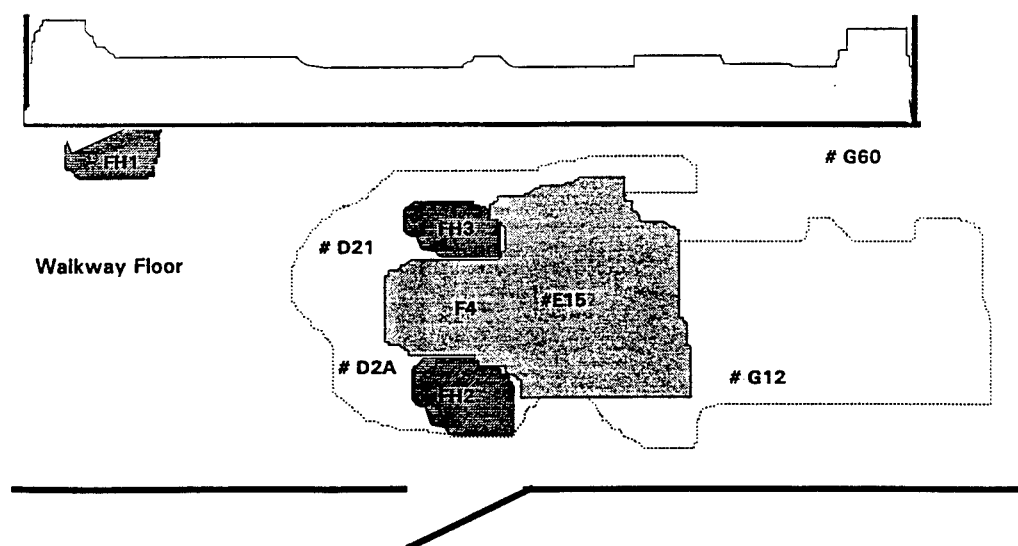 FH1
# G60
FH3
# D21
Walkway Floor
F4
#E15
# D2A
# G12
FH2